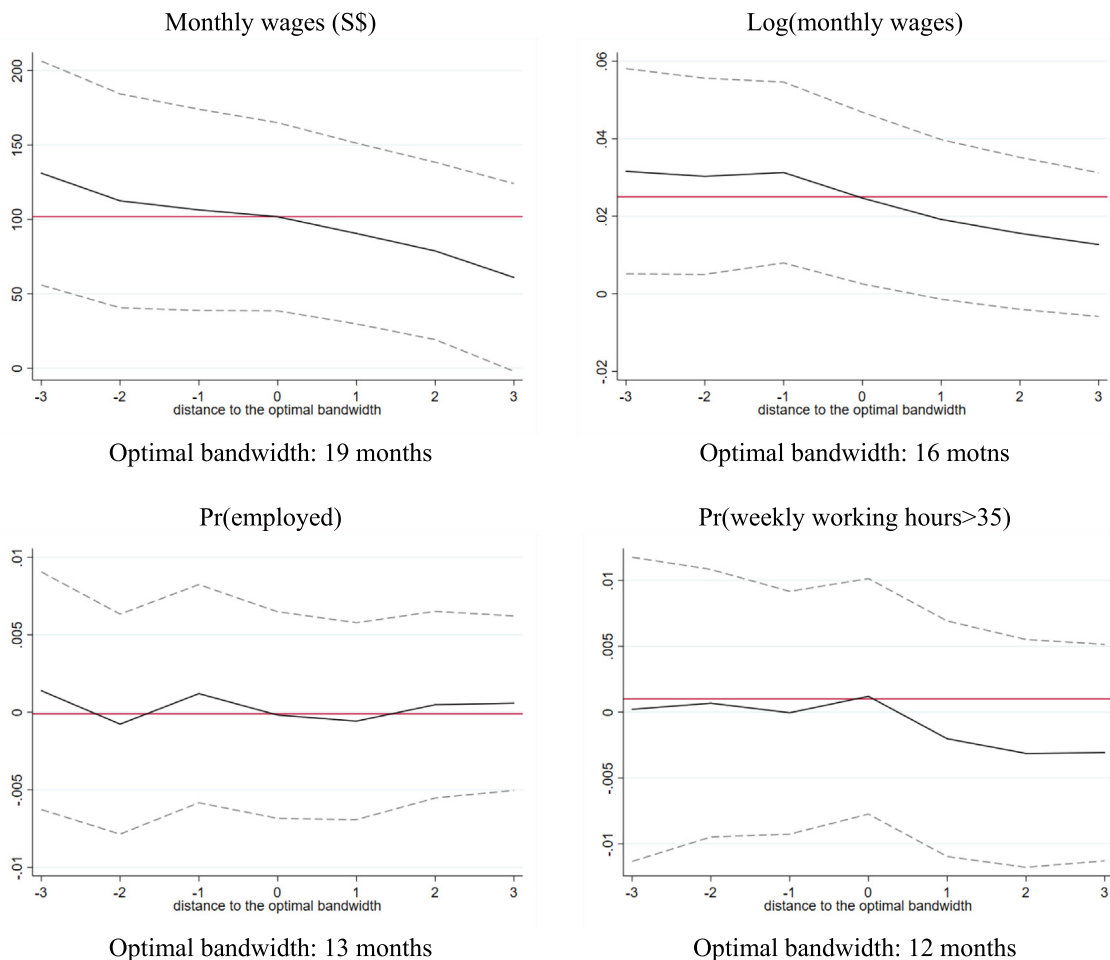 Monthly wages (S$)
Log(monthly wages)
200
150
100
50
0
-3 -2 -1 0 1 2 3
distance to the optimal bandwidth
.06
.04
.02
0
-.02
-3 -2 -1 0 1 2 3
distance to the optimal bandwidth
Optimal bandwidth: 19 months
Optimal bandwidth: 16 motns
Pr(employed)
Pr(weekly working hours>35)
.01
.005
0
-.005
-.01
-3 -2 -1 0 1 2 3
distance to the optimal bandwidth
.01
.005
0
-.005
-.01
-3 -2 -1 0 1 2 3
distance to the optimal bandwidth
Optimal bandwidth: 13 months
Optimal bandwidth: 12 months